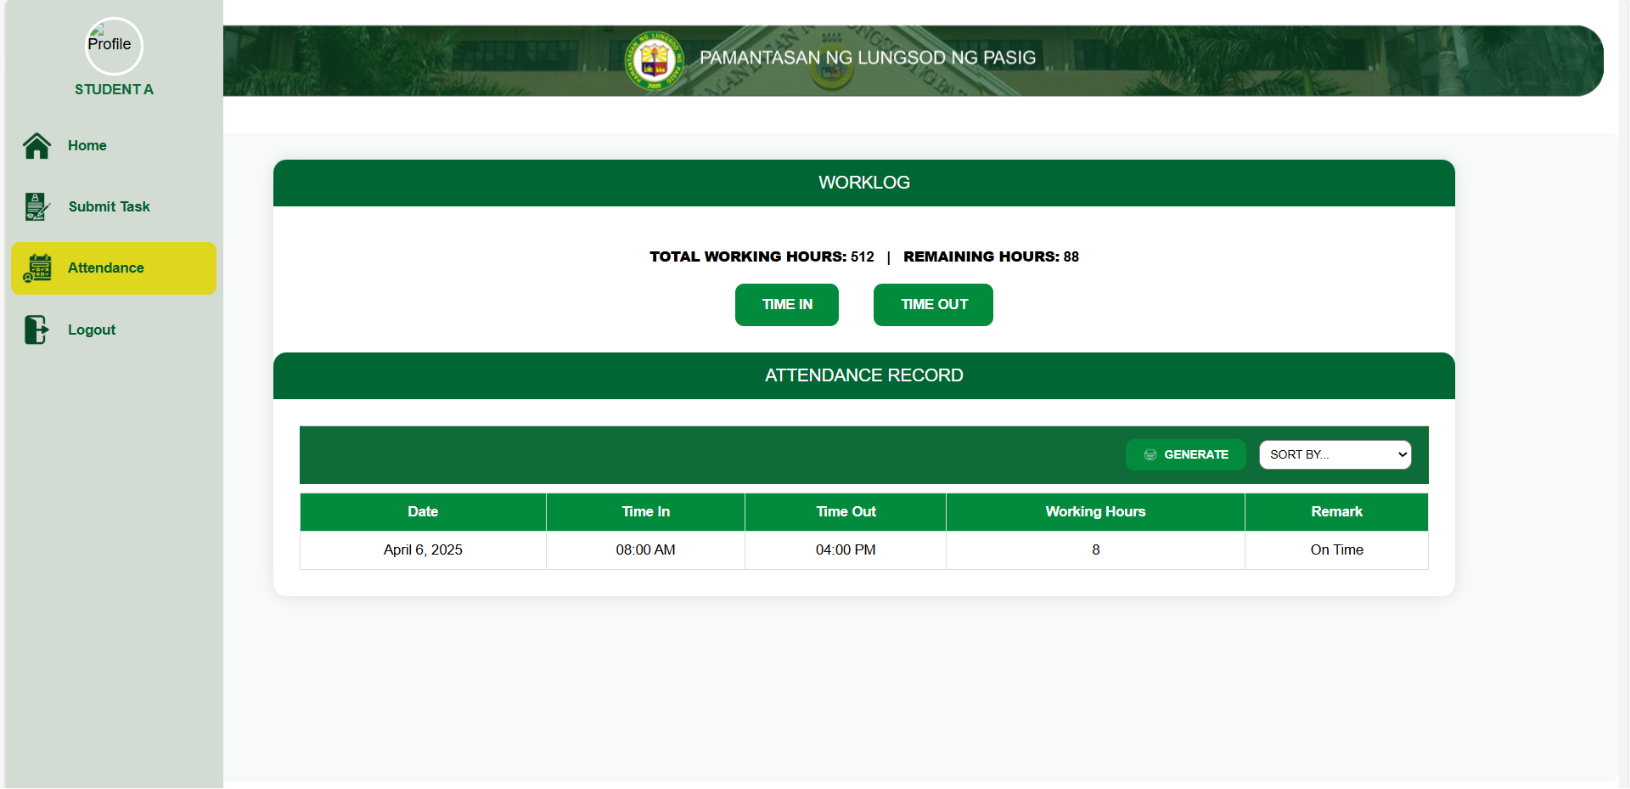 Profile
STUDENT A
Home
Submit Task
Attendance
Logout
PAMANTASAN NG LUNGSOD NG PASIG
WORKLOG
TOTAL WORKING HOURS: 512 | REMAINING HOURS: 88
TIME IN TIME OUT
ATTENDANCE RECORD
GENERATE SORT BY...
Date Time In Time Out Working Hours Remark
April 6, 2025 08:00 AM 04:00 PM 8 On Time